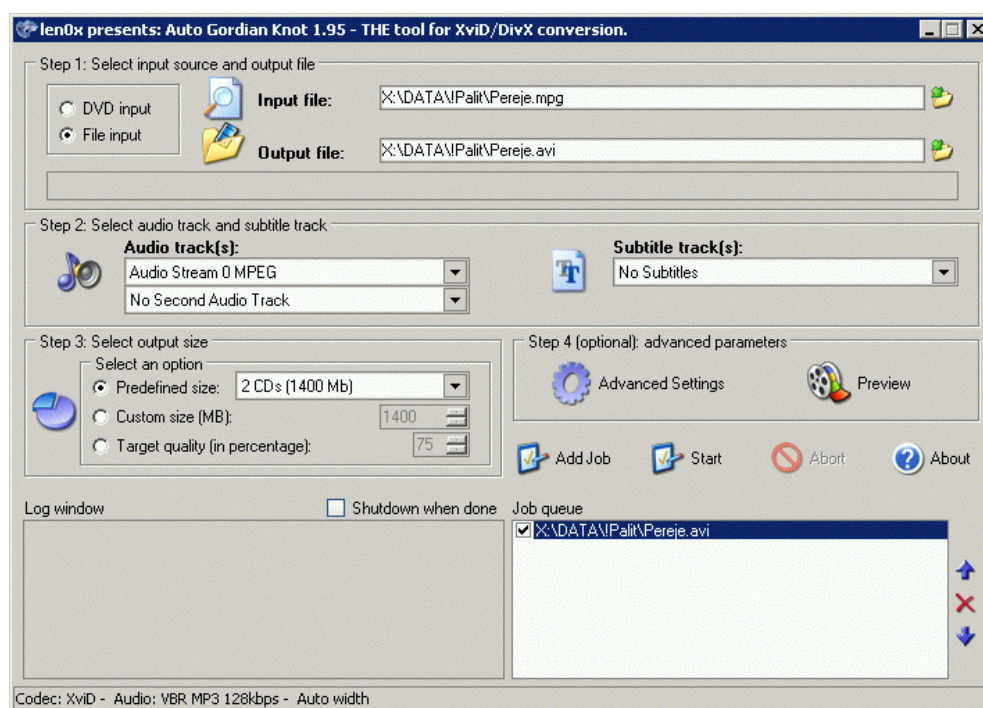 len0x presents: Auto Gordian Knot 1.95 - THE tool for XviD/DivX conversion.
Step 1: Select input source and output file
DVD input
File input
Input file:
X:\DATA\!Palit\Pereje.mpg
Output file:
X:\DATA\!Palit\Pereje.avi
Step 2: Select audio track and subtitle track
Audio track(s):
Audio Stream 0 MPEG
No Second Audio Track
Subtitle track(s):
No Subtitles
Step 3: Select output size
Select an option
Predefined size:
2 CDs (1400 Mb)
Custom size (MB):
1400
Target quality (in percentage):
75
Step 4 (optional): advanced parameters
Advanced Settings
Preview
Add Job
Start
Abort
About
Log window
Shutdown when done
Job queue
X:\DATA\!Palit\Pereje.avi
Codec: XviD - Audio: VBR MP3 128kbps - Auto width